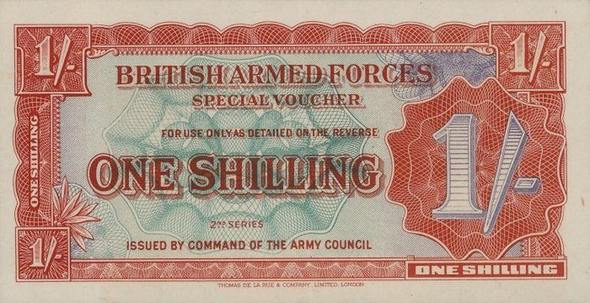 1/-
1/-
BRITISH ARMED FORCES
SPECIAL VOUCHER
FOR USE ONLY AS DETAILED ON THE REVERSE
ONE SHILLING
ONE SHILLING
1/-
2ND SERIES
ISSUED BY COMMAND OF THE ARMY COUNCIL
1/-
ONE SHILLING
THOMAS DE LA RUE & COMPANY, LIMITED, LONDON